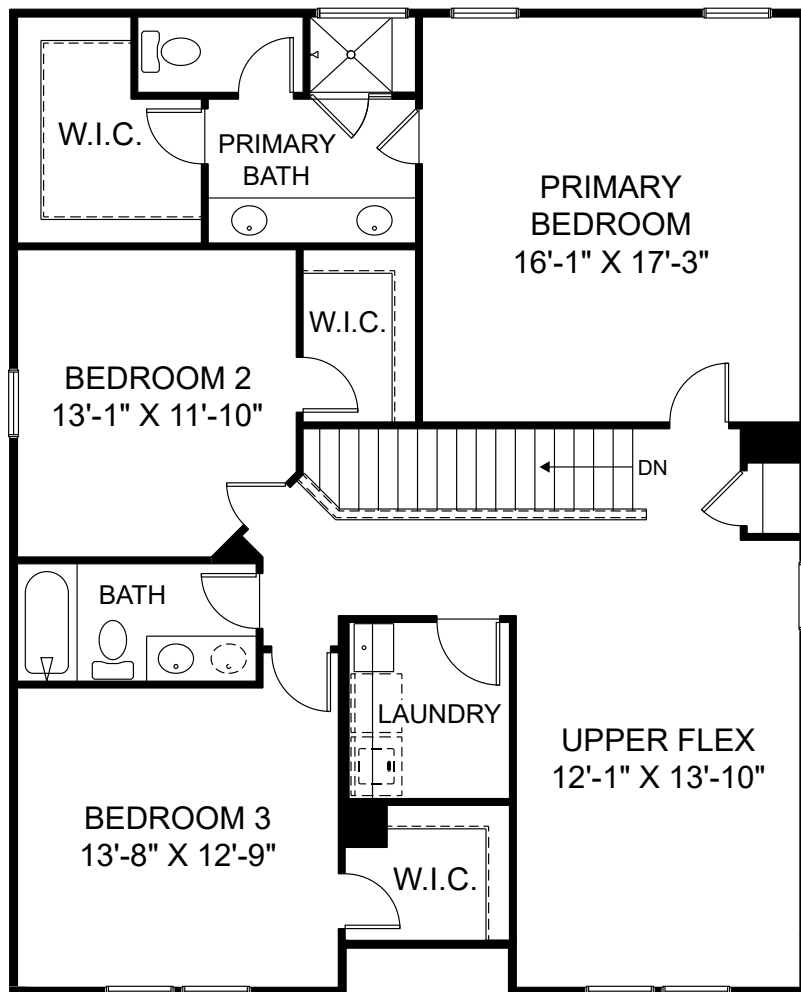 W.I.C.
PRIMARY
BATH
PRIMARY
BEDROOM
16'-1" X 17'-3"
W.I.C.
BEDROOM 2
13'-1" X 11'-10"
DN
BATH
LAUNDRY
UPPER FLEX
12'-1" X 13'-10"
BEDROOM 3
13'-8" X 12'-9"
W.I.C.